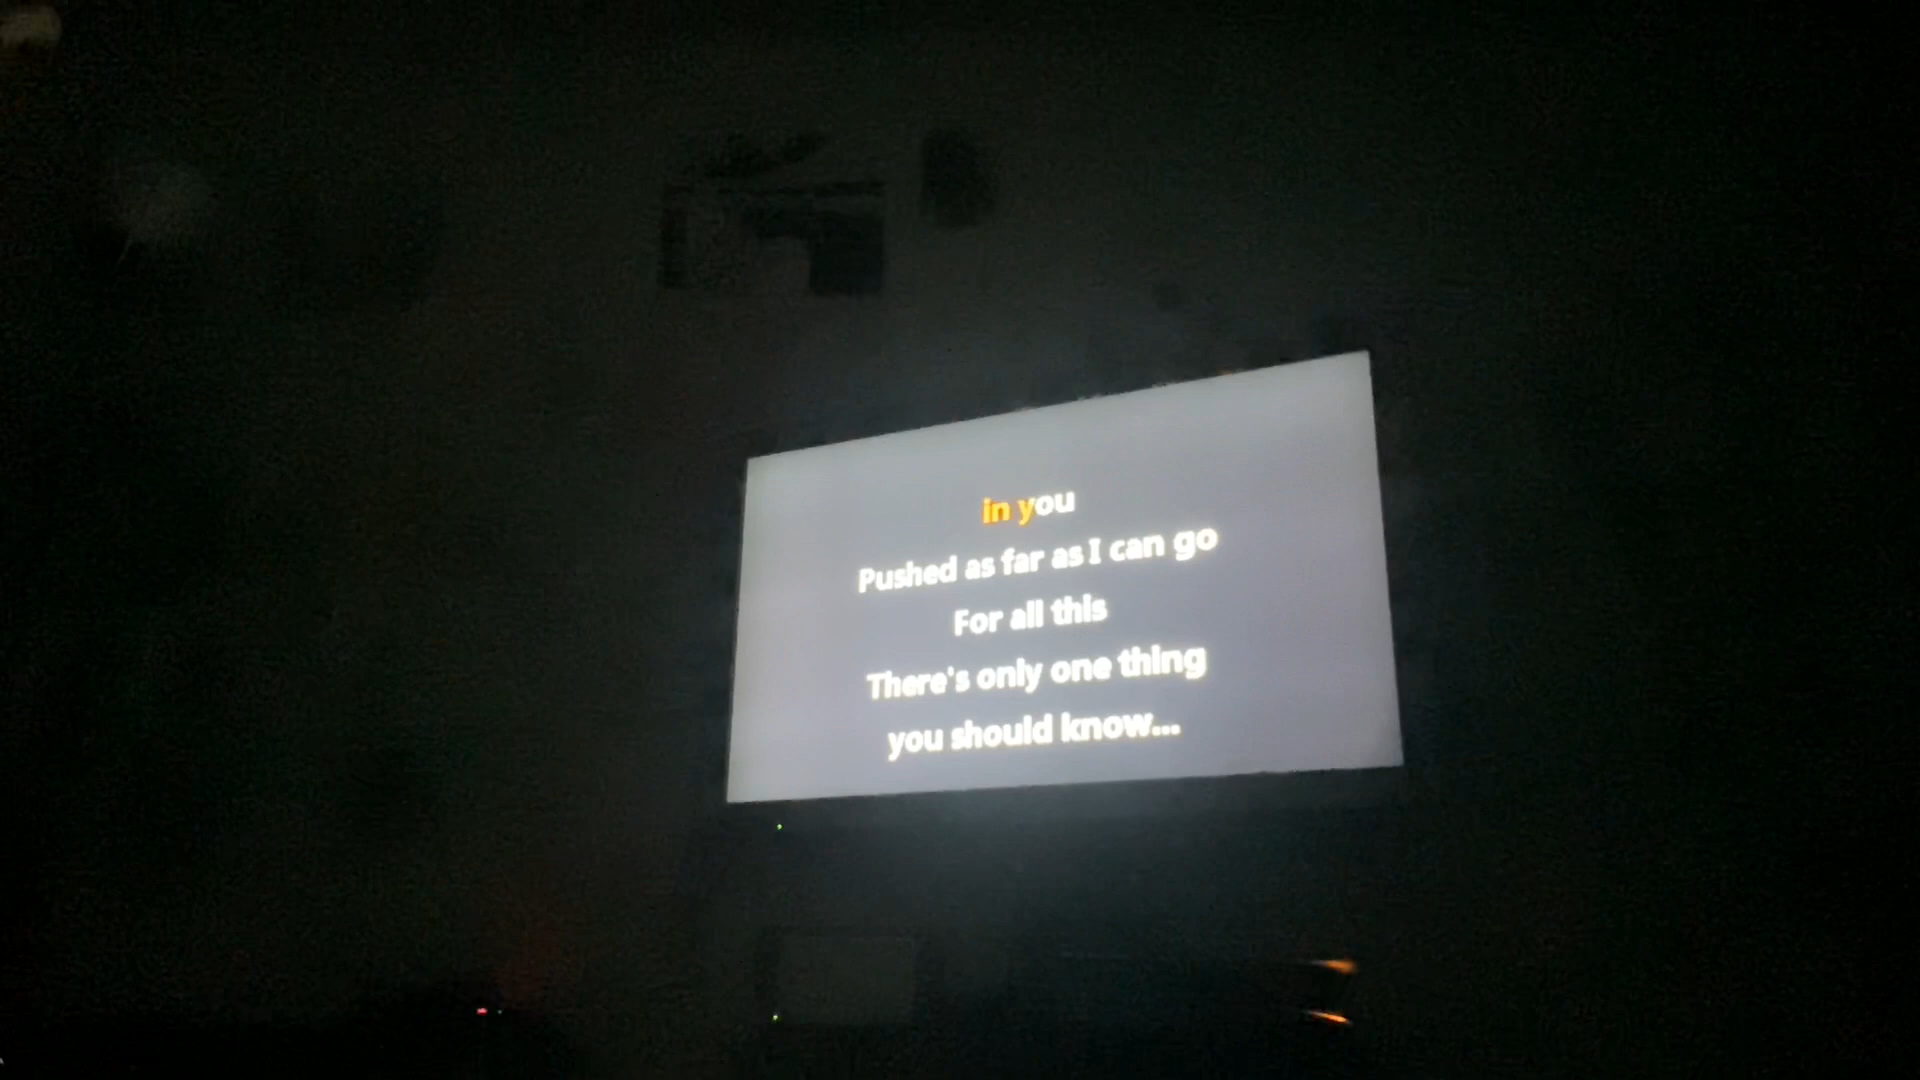 in you
Pushed as far as I can go
For all this
There's only one thing
you should know...